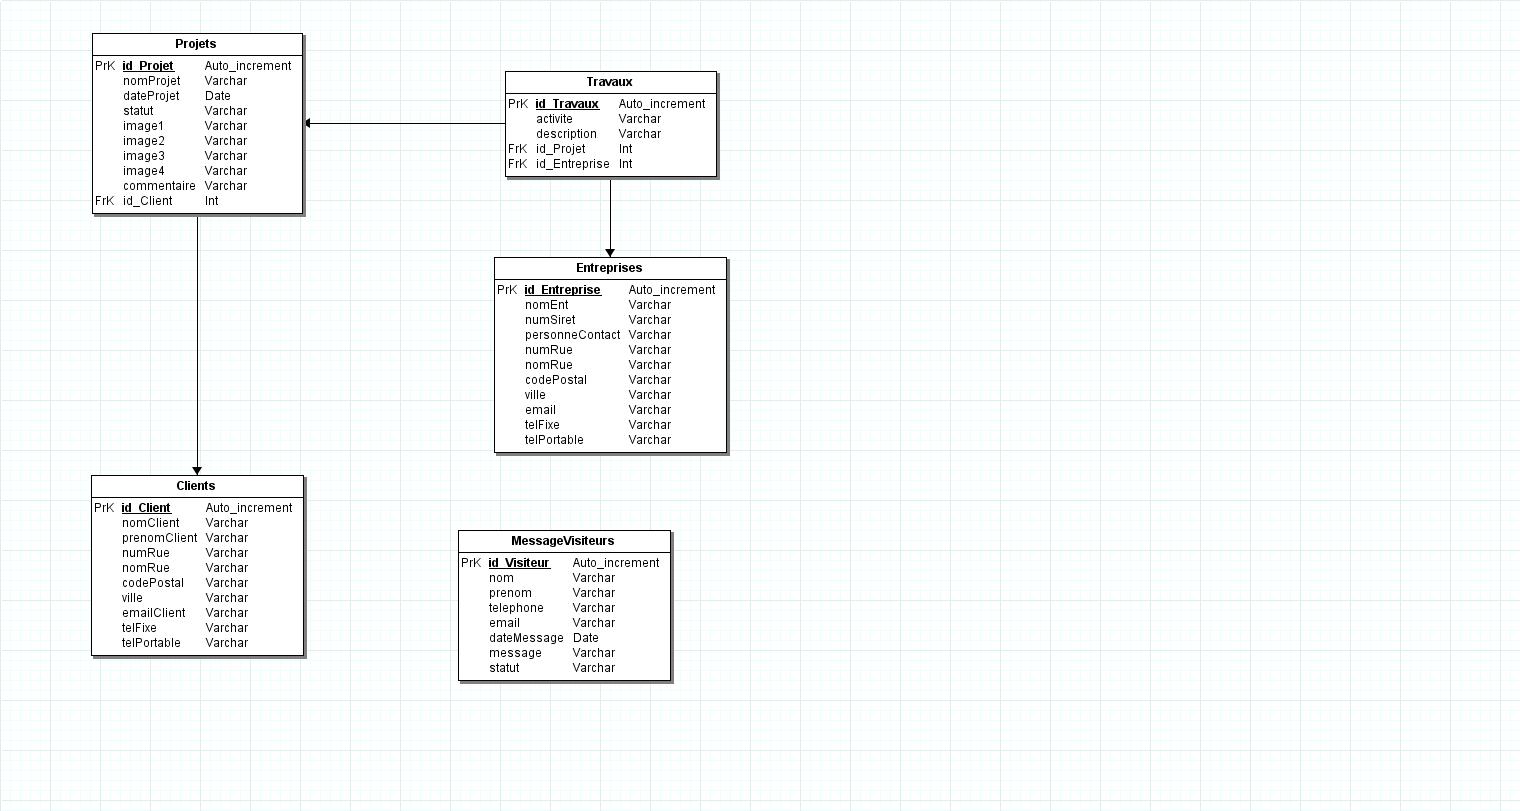 Projets
PrK id_Projet Auto_increment
nomProjet Varchar
dateProjet Date
statut Varchar
image1 Varchar
image2 Varchar
image3 Varchar
image4 Varchar
commentaire Varchar
FrK id_Client Int
Travaux
PrK id_Travaux Auto_increment
activite Varchar
description Varchar
FrK id_Projet Int
FrK id_Entreprise Int
Entreprises
PrK id_Entreprise Auto_increment
nomEnt Varchar
numSiret Varchar
personneContact Varchar
numRue Varchar
nomRue Varchar
codePostal Varchar
ville Varchar
email Varchar
telFixe Varchar
telPortable Varchar
Clients
PrK id_Client Auto_increment
nomClient Varchar
prenomClient Varchar
numRue Varchar
nomRue Varchar
codePostal Varchar
ville Varchar
emailClient Varchar
telFixe Varchar
telPortable Varchar
MessageVisiteurs
PrK id_Visiteur Auto_increment
nom Varchar
prenom Varchar
telephone Varchar
email Varchar
dateMessage Date
message Varchar
statut Varchar